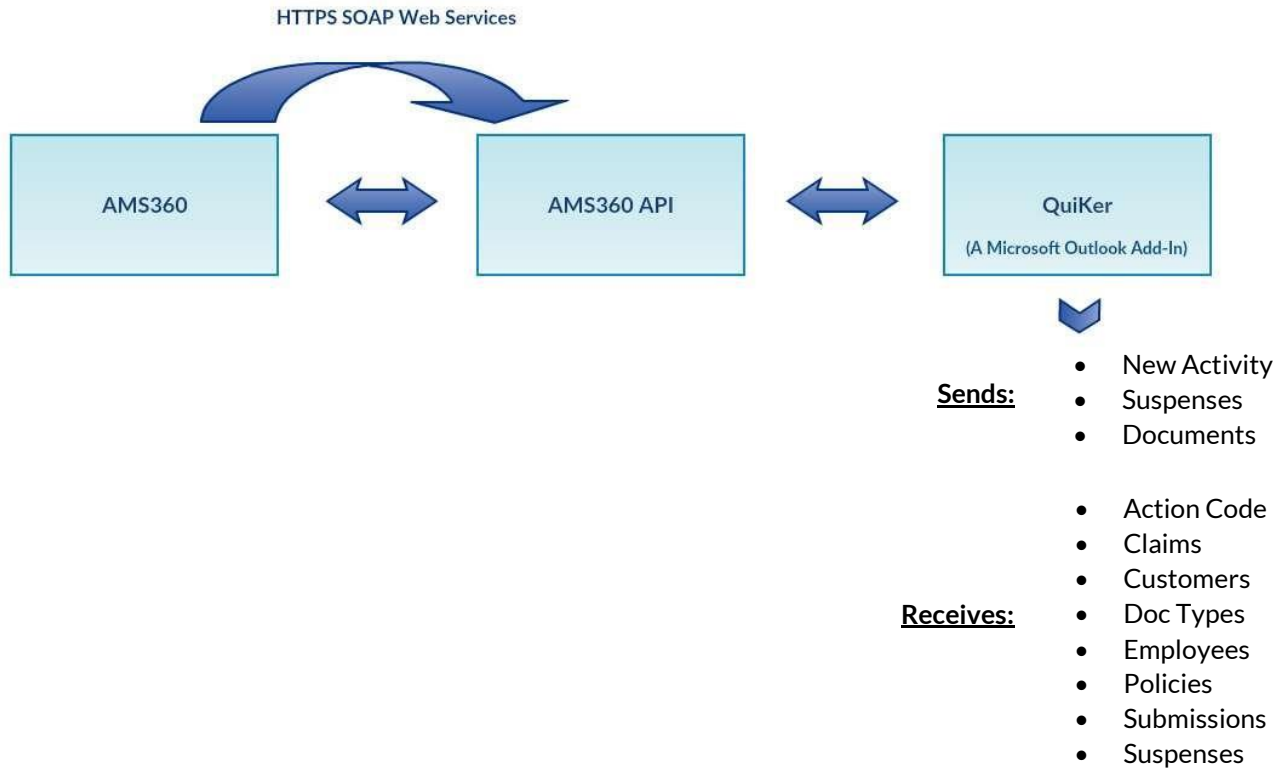 HTTPS SOAP Web Services
AMS360
AMS360 API
QuiKer
(A Microsoft Outlook Add-In)
Sends:
• New Activity
• Suspenses
• Documents
Receives:
• Action Code
• Claims
• Customers
• Doc Types
• Employees
• Policies
• Submissions
• Suspenses